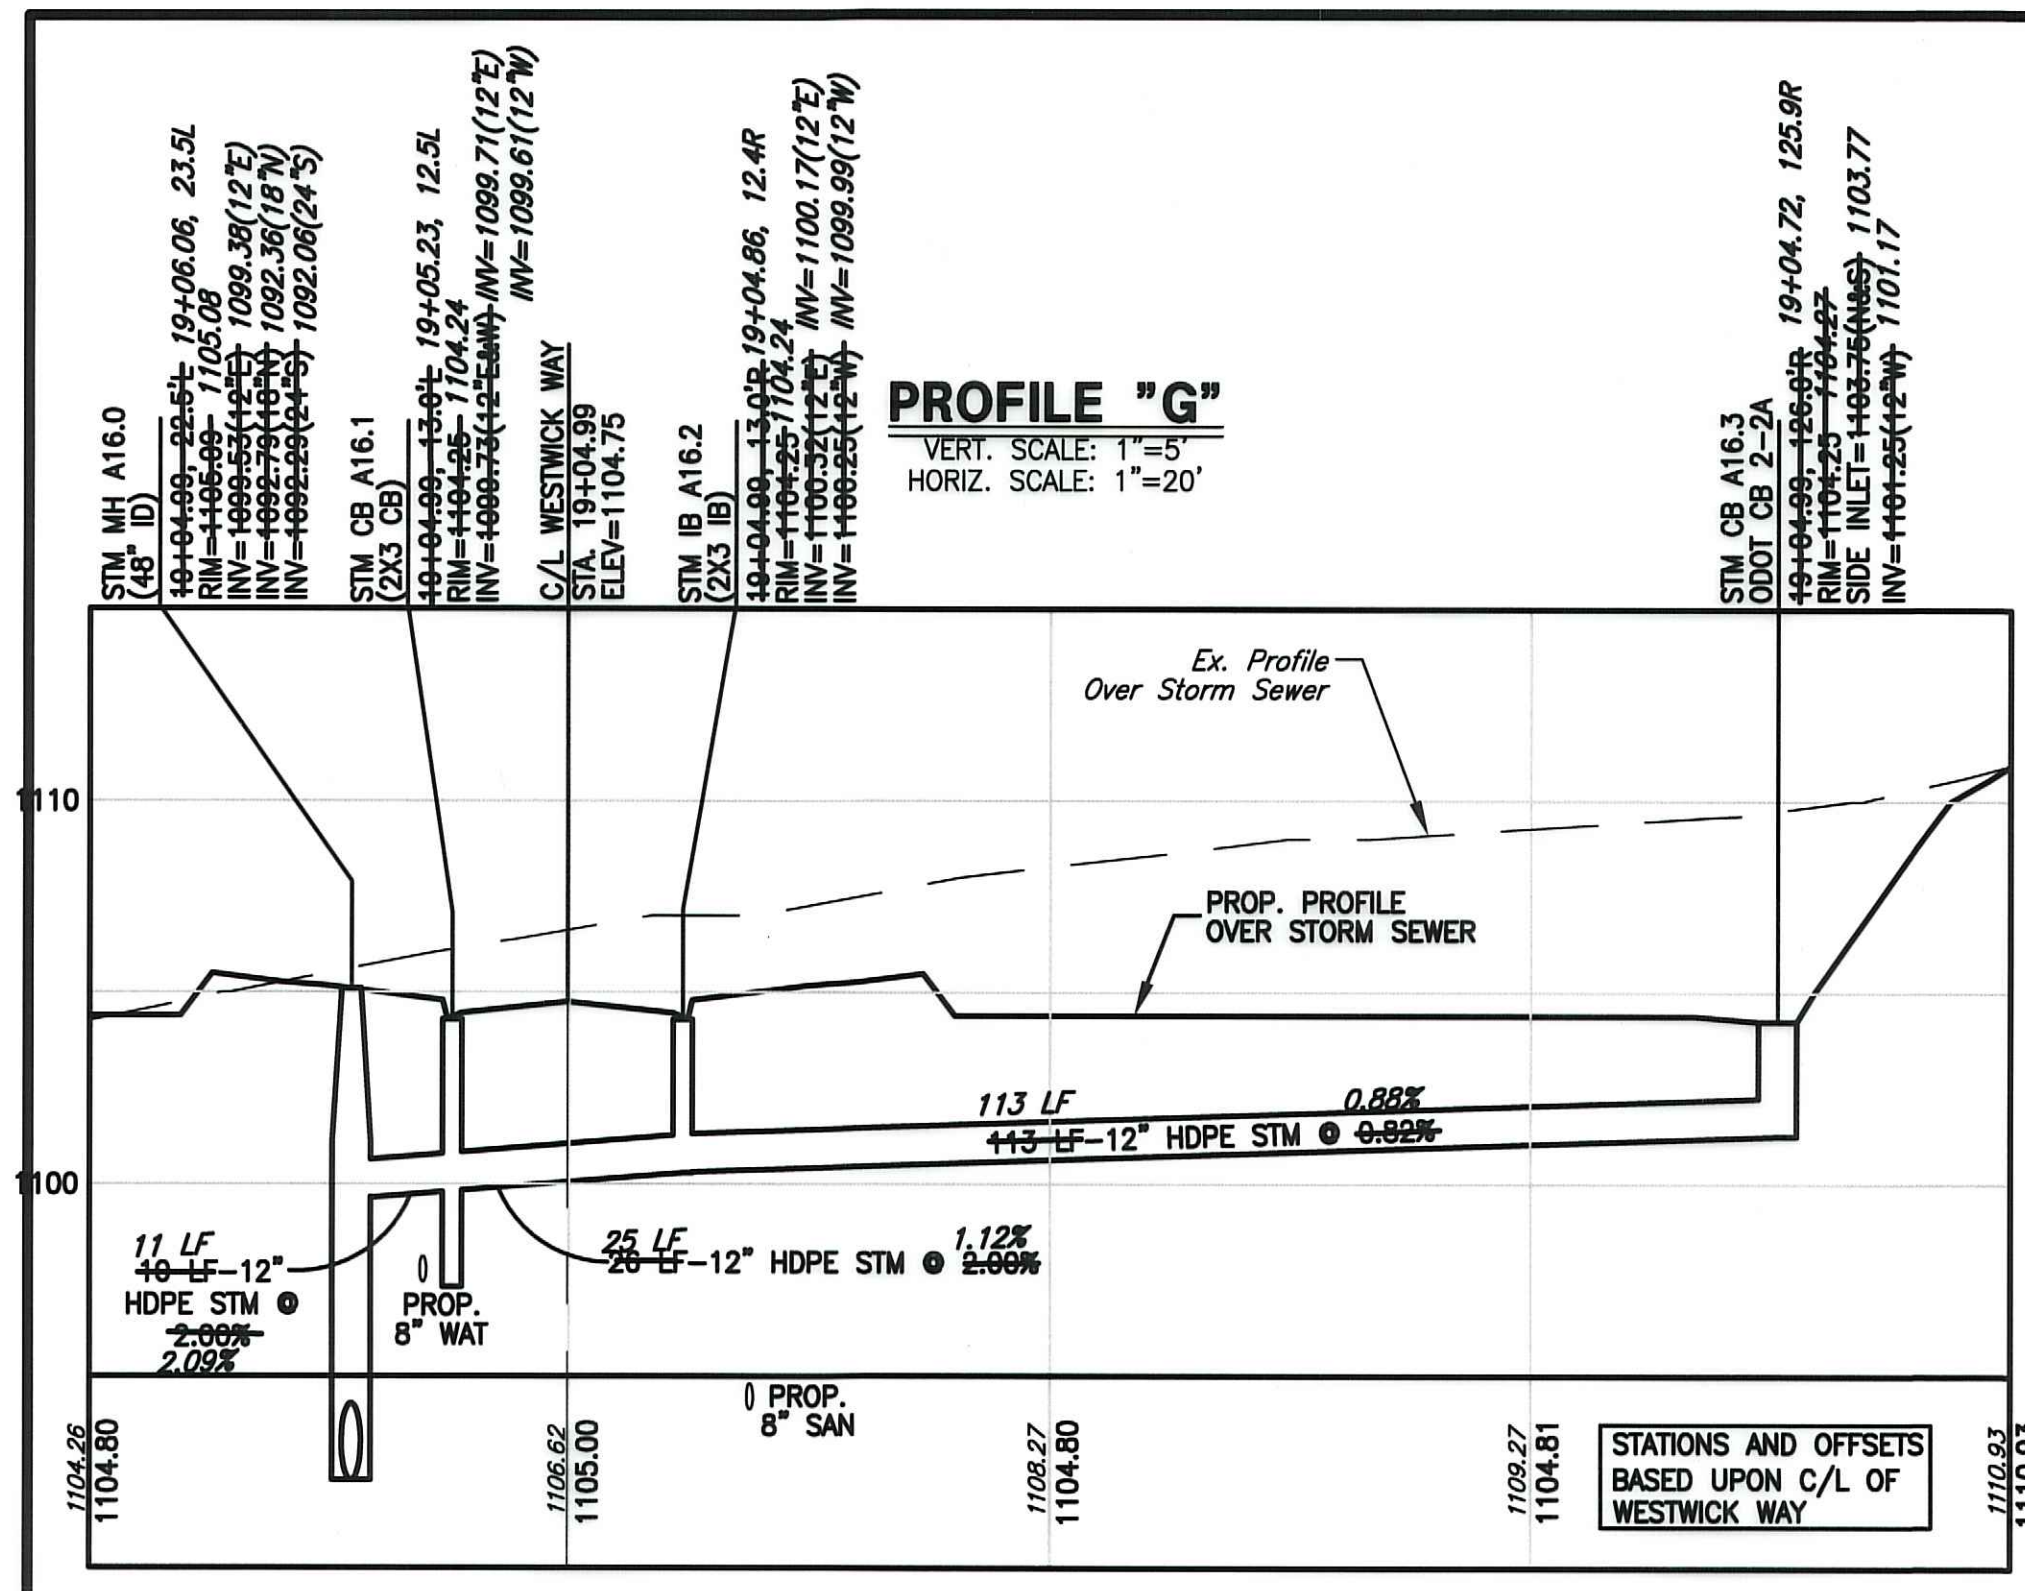 STM MH A16.0
(48" ID)
19+04.99, 22.5'L 19+06.06, 23.5L
RIM=1105.09 1105.08
INV=1099.53(12"E) 1099.38(12"E)
INV=1092.79(18"N) 1092.36(18"N)
INV=1092.29(24"S) 1092.06(24"S)
STM CB A16.1
(2X3 CB)
19+04.99, 13.0'L 19+05.23, 12.5L
RIM=1104.25 1104.24
(12"E&W) INV=1099.71(12"E)
INV=1099.61(12"W)
C/L WESTWICK WAY
STA. 19+04.99
ELEV=1104.75
STM IB A16.2
(2X3 IB)
19+04.99, 13.0'R 19+04.86, 12.4R
RIM=1104.25 1104.24
INV=1100.32(12"E) INV=1100.17(12"E)
INV=1100.25(12"W) INV=1099.99(12"W)
PROFILE "G"
VERT. SCALE: 1"=5'
HORIZ. SCALE: 1"=20'
STM CB A16.3
ODOT CB 2-2A
19+04.99, 126.0'R 19+04.72, 125.9R
RIM=1104.25 1104.27
SIDE INLET=1103.75(N&S) 1103.77
INV=1101.25(12"W) 1101.17
Ex. Profile
Over Storm Sewer
1110
PROP. PROFILE
OVER STORM SEWER
113 LF 0.88%
113 LF-12" HDPE STM @ 0.82%
1100
11 LF
10 LF-12"
HDPE STM @
2.00%
2.09%
25 LF 1.12%
26 LF-12" HDPE STM @ 2.00%
PROP.
8" WAT
PROP.
8" SAN
1104.26
1104.80
1106.62
1105.00
1108.27
1104.80
1109.27
1104.81
1110.93
STATIONS AND OFFSETS
BASED UPON C/L OF
WESTWICK WAY